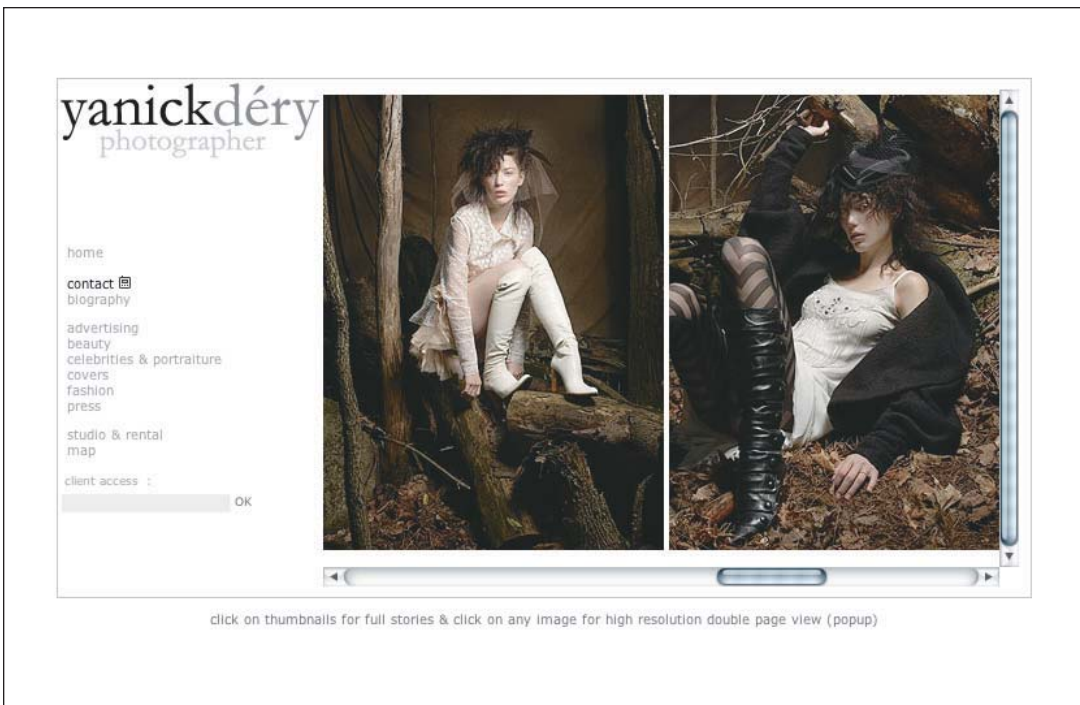 yanickdéry
photographer
home
contact
biography
advertising
beauty
celebrities & portraiture
covers
fashion
press
studio & rental
map
client access :
OK
click on thumbnails for full stories & click on any image for high resolution double page view (popup)